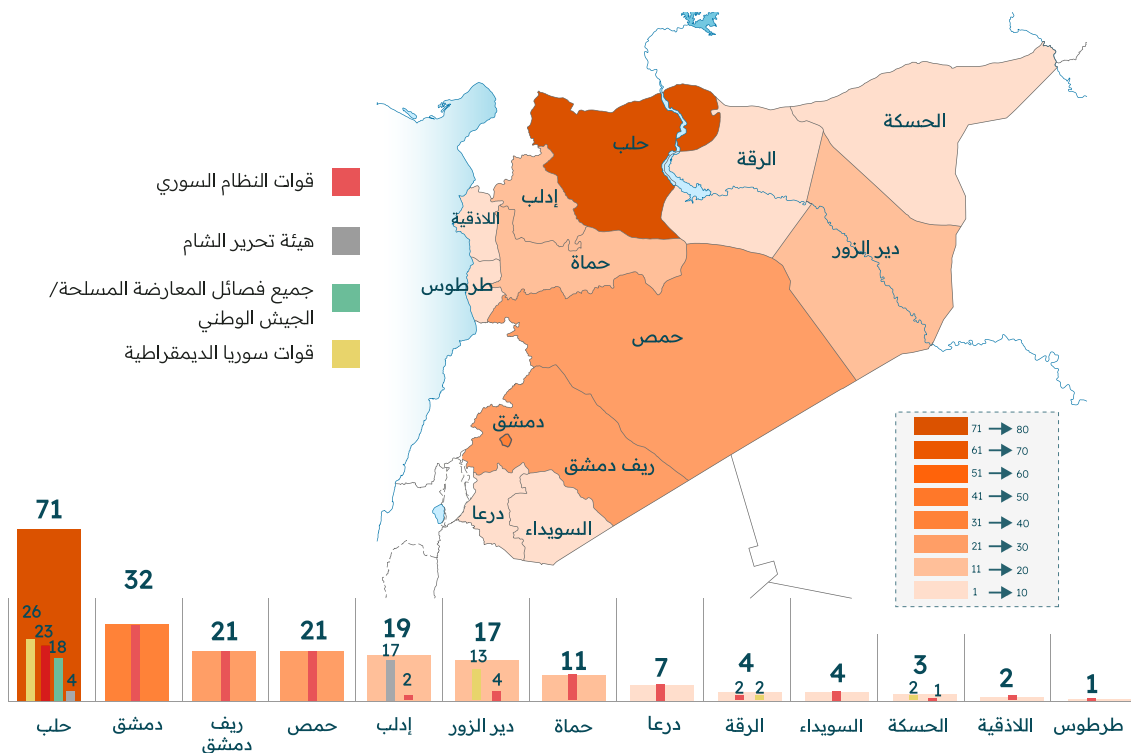 قوات النظام السوري
هيئة تحرير الشام
جميع فصائل المعارضة المسلحة/
الجيش الوطني
قوات سوريا الديمقراطية
الحسكة
حلب
الرقة
إدلب
اللاذقية
دير الزور
حماة
طرطوس
حمص
دمشق
ريف دمشق
درعا
السويداء
71 → 80
61 → 70
51 → 60
41 → 50
31 → 40
21 → 30
11 → 20
1 → 10
71
26
23
18
4
32
21
21
19
17
2
17
13
4
11
7
4
2
2
4
3
2
1
2
1
حلب
دمشق
ريف
دمشق
حمص
إدلب
دير الزور
حماة
درعا
الرقة
السويداء
الحسكة
اللاذقية
طرطوس